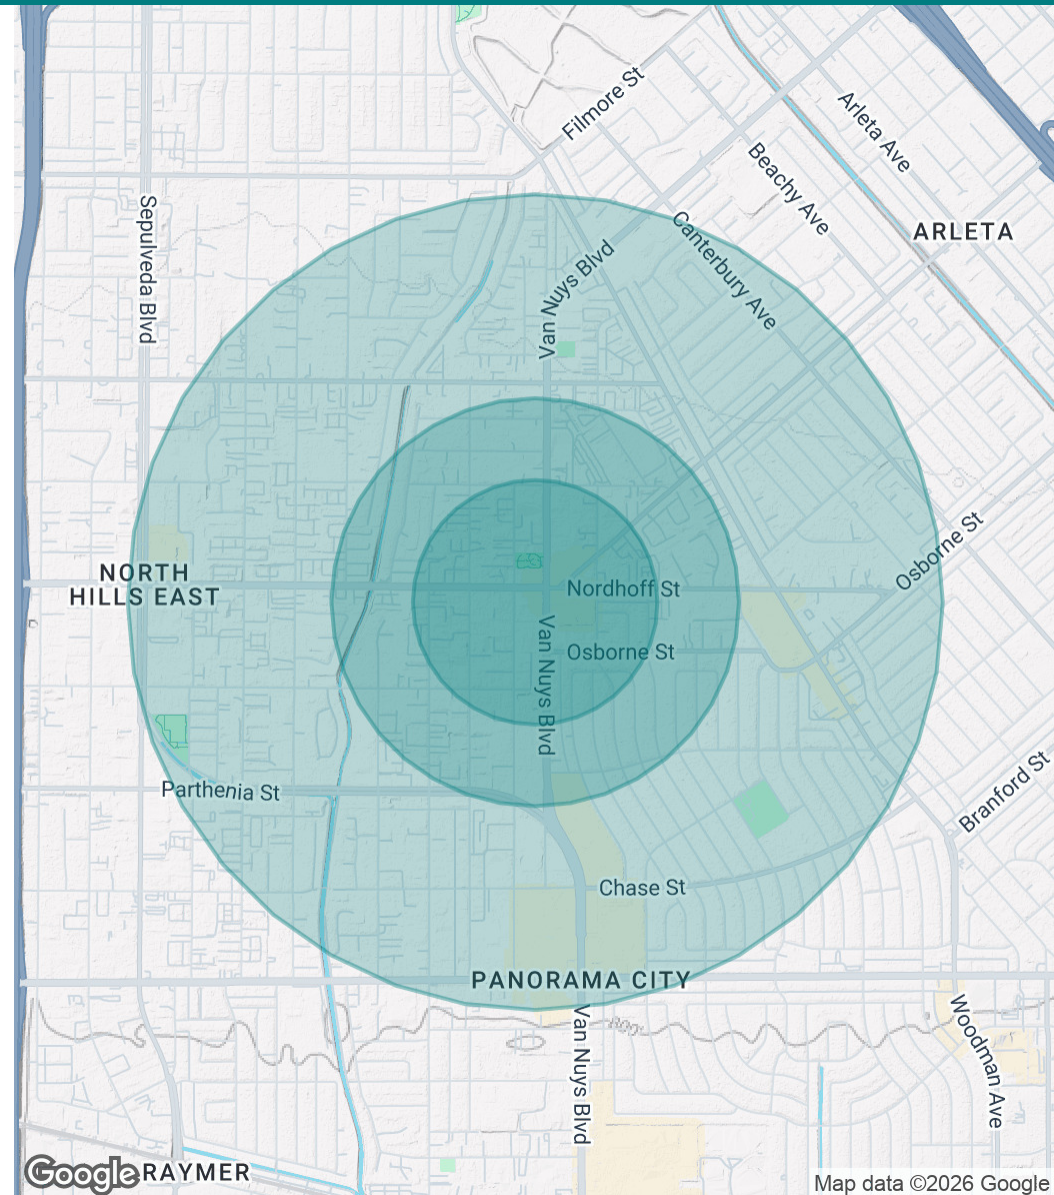 Filmore St
Arleta Ave
Beachy Ave
Sepulveda Blvd
Canterbury Ave
ARLETA
Van Nuys Blvd
Osborne St
NORTH
HILLS EAST
Nordhoff St
Van Nuys Blvd
Osborne St
Parthenia St
Branford St
Chase St
PANORAMA CITY
Woodman Ave
Van Nuys Blvd
Google
RAYMER
Map data ©2026 Google